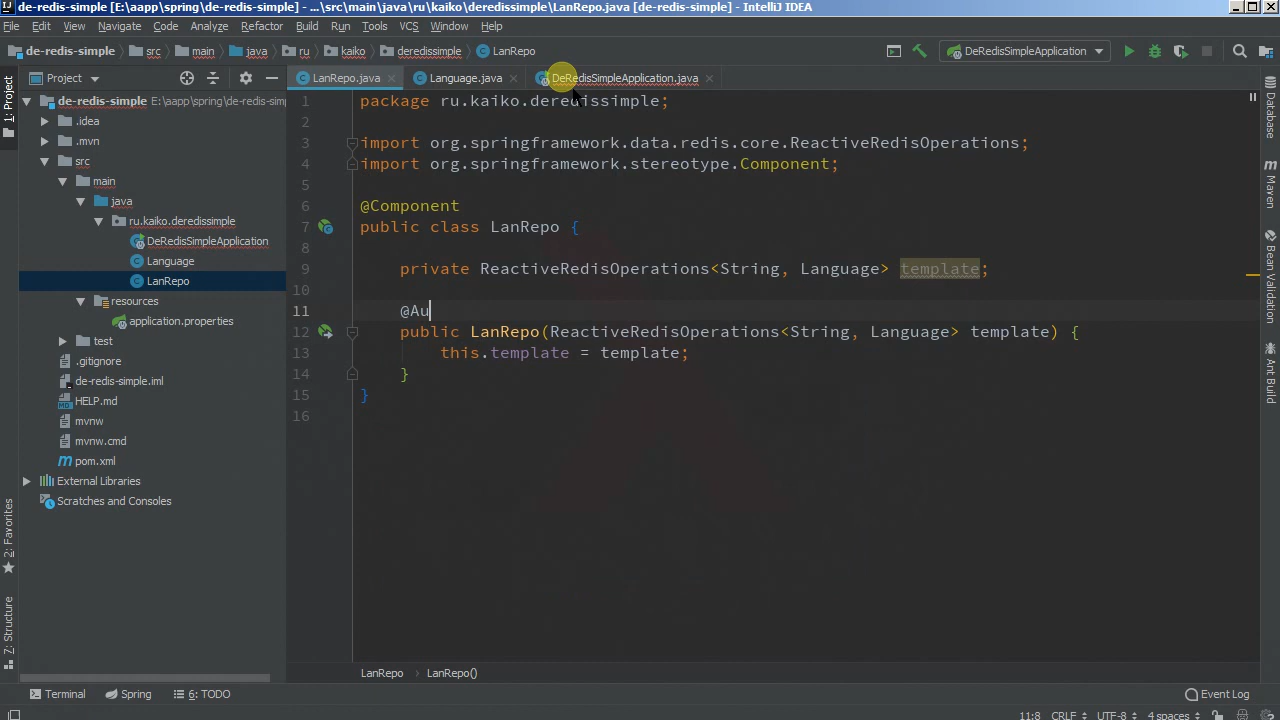 de-redis-simple [E:\aapp\spring\de-redis-simple] - ...\src\main\java\ru\kaiko\deredissimple\LanRepo.java [de-redis-simple] - IntelliJ IDEA
File Edit View Navigate Code Analyze Refactor Build Run Tools VCS Window Help
de-redis-simple src main java ru kaiko deredissimple LanRepo DeRedisSimpleApplication
Project LanRepo.java Language.java DeRedisSimpleApplication.java
1: Project
2: Favorites
Z: Structure
de-redis-simple E:\aapp\spring\de-redis-simp
.idea
.mvn
src
main
java
ru.kaiko.deredissimple
DeRedisSimpleApplication
Language
LanRepo
resources
application.properties
test
.gitignore
de-redis-simple.iml
HELP.md
mvnw
mvnw.cmd
pom.xml
External Libraries
Scratches and Consoles
1 package ru.kaiko.deredissimple;
2
3 import org.springframework.data.redis.core.ReactiveRedisOperations;
4 import org.springframework.stereotype.Component;
5
6 @Component
7 public class LanRepo {
8
9 private ReactiveRedisOperations<String, Language> template;
10
11 @Au
12 public LanRepo(ReactiveRedisOperations<String, Language> template) {
13 this.template = template;
14 }
15 }
16
Database
Maven
Bean Validation
Ant Build
LanRepo LanRepo()
Terminal Spring 6: TODO Event Log
11:8 CRLF UTF-8 4 spaces